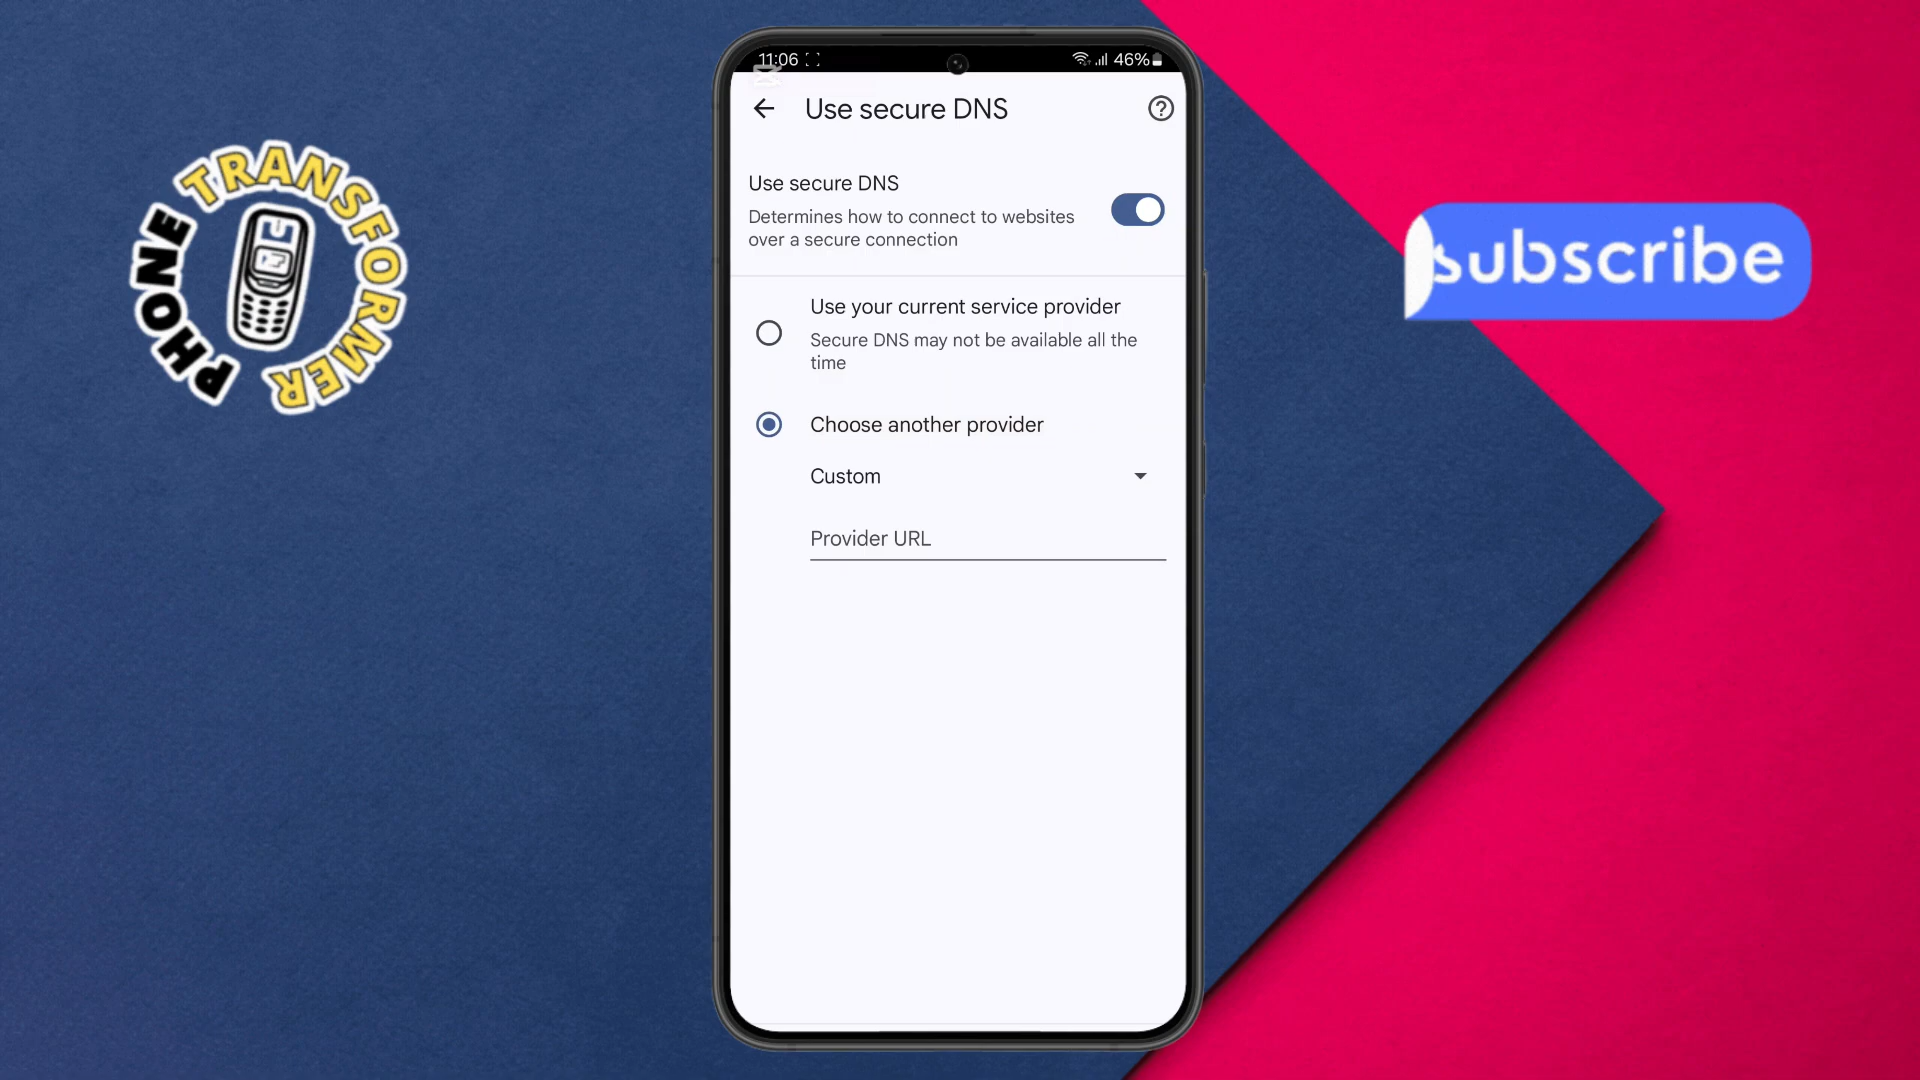 PHONE TRANSFORMER
11:06
46%
Use secure DNS
Use secure DNS
Determines how to connect to websites
over a secure connection
Use your current service provider
Secure DNS may not be available all the
time
Choose another provider
Custom
Provider URL
subscribe